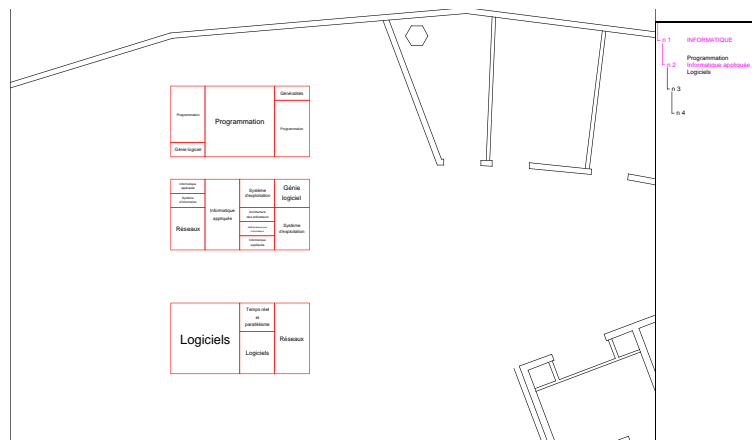 Généralités
Programmation
Programmation
Programmation
Génie logiciel
Informatique
appliquée
Système
d'information
Réseaux
Informatique
appliquée
Système
d'exploitation
Architecture
des ordinateurs
Informatique
appliquée
Génie
logiciel
Système
d'exploitation
Logiciels
Temps réel
et
parallélisme
Logiciels
Réseaux
n 1 INFORMATIQUE
Programmation
n 2 Informatique appliquée
Logiciels
n 3
n 4